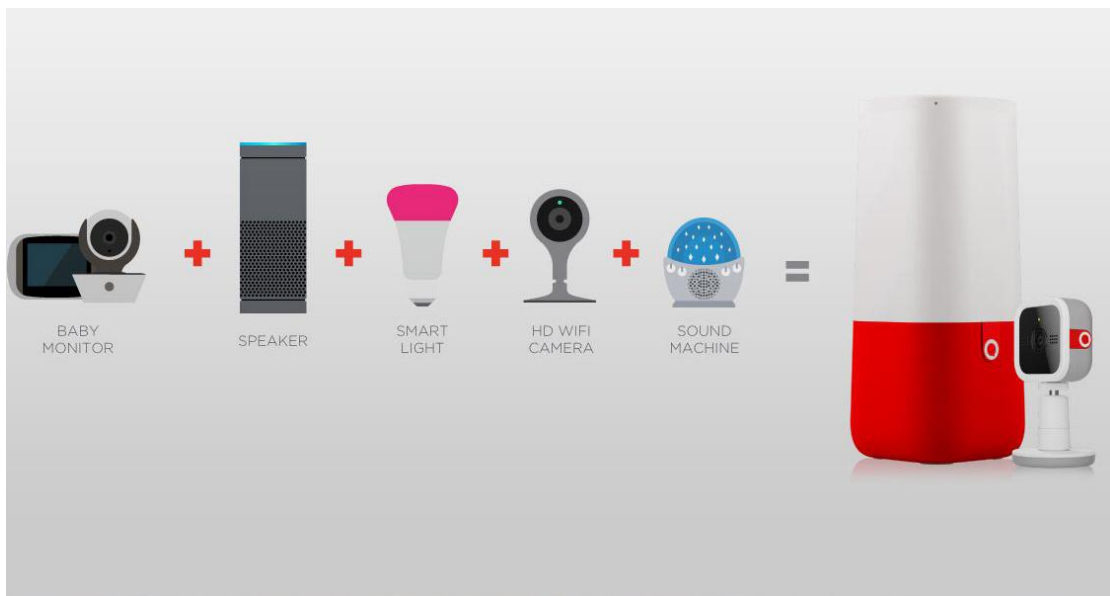 BABY
MONITOR
SPEAKER
SMART
LIGHT
HD WIFI
CAMERA
SOUND
MACHINE